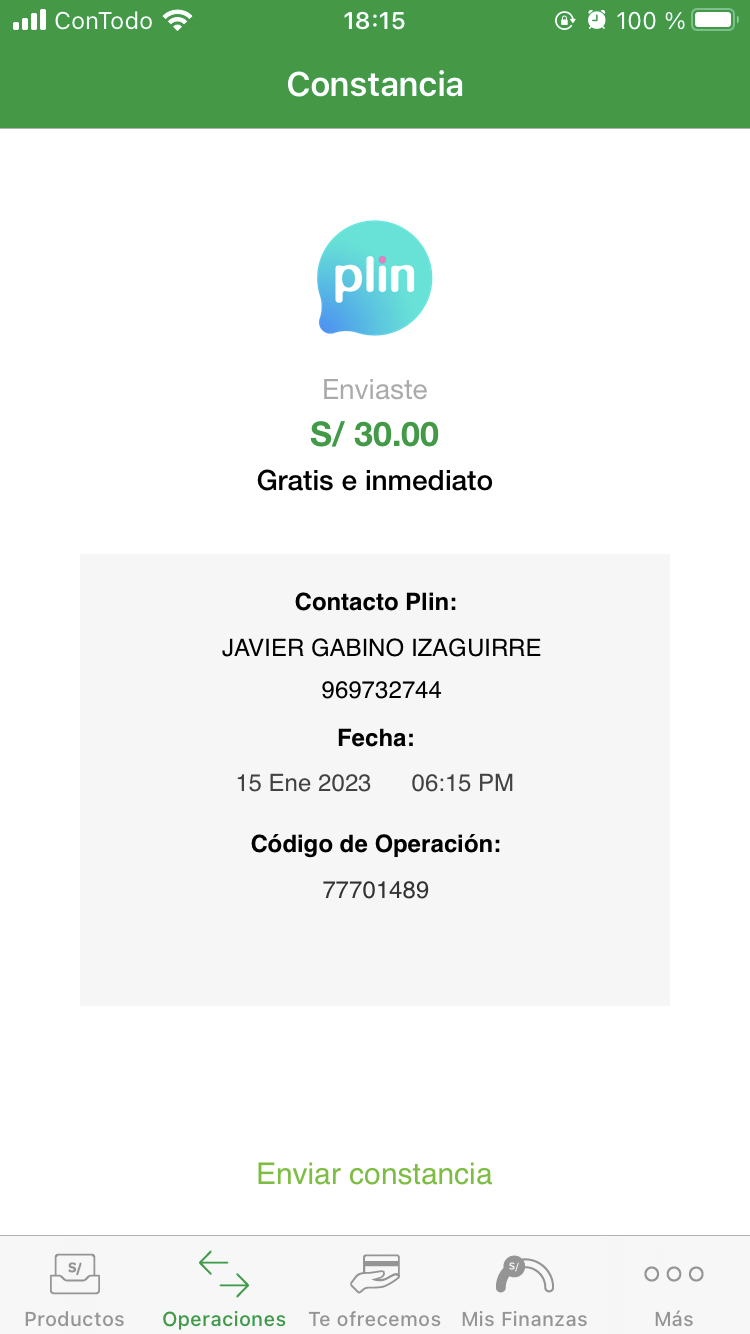 ConTodo 18:15 100 %
Constancia
plin
Enviaste
S/ 30.00
Gratis e inmediato
Contacto Plin:
JAVIER GABINO IZAGUIRRE
969732744
Fecha:
15 Ene 2023 06:15 PM
Código de Operación:
77701489
Enviar constancia
S/ S/
Productos Operaciones Te ofrecemos Mis Finanzas Más